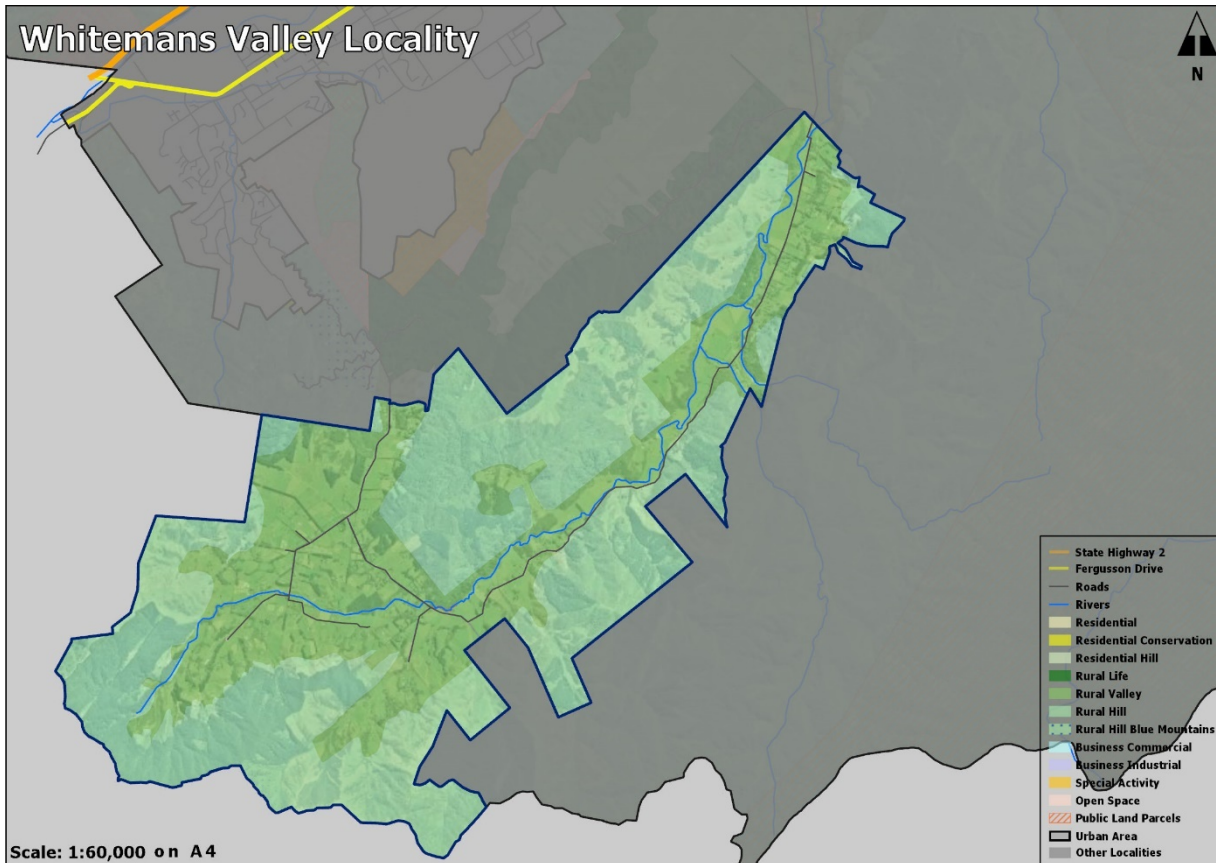 Whitemans Valley Locality
N
State Highway 2
Fergusson Drive
Roads
Rivers
Residential
Residential Conservation
Residential Hill
Rural Life
Rural Valley
Rural Hill
Rural Hill Blue Mountains
Business Commercial
Business Industrial
Special Activity
Open Space
Public Land Parcels
Urban Area
Other Localities
Scale: 1:60,000 on A4